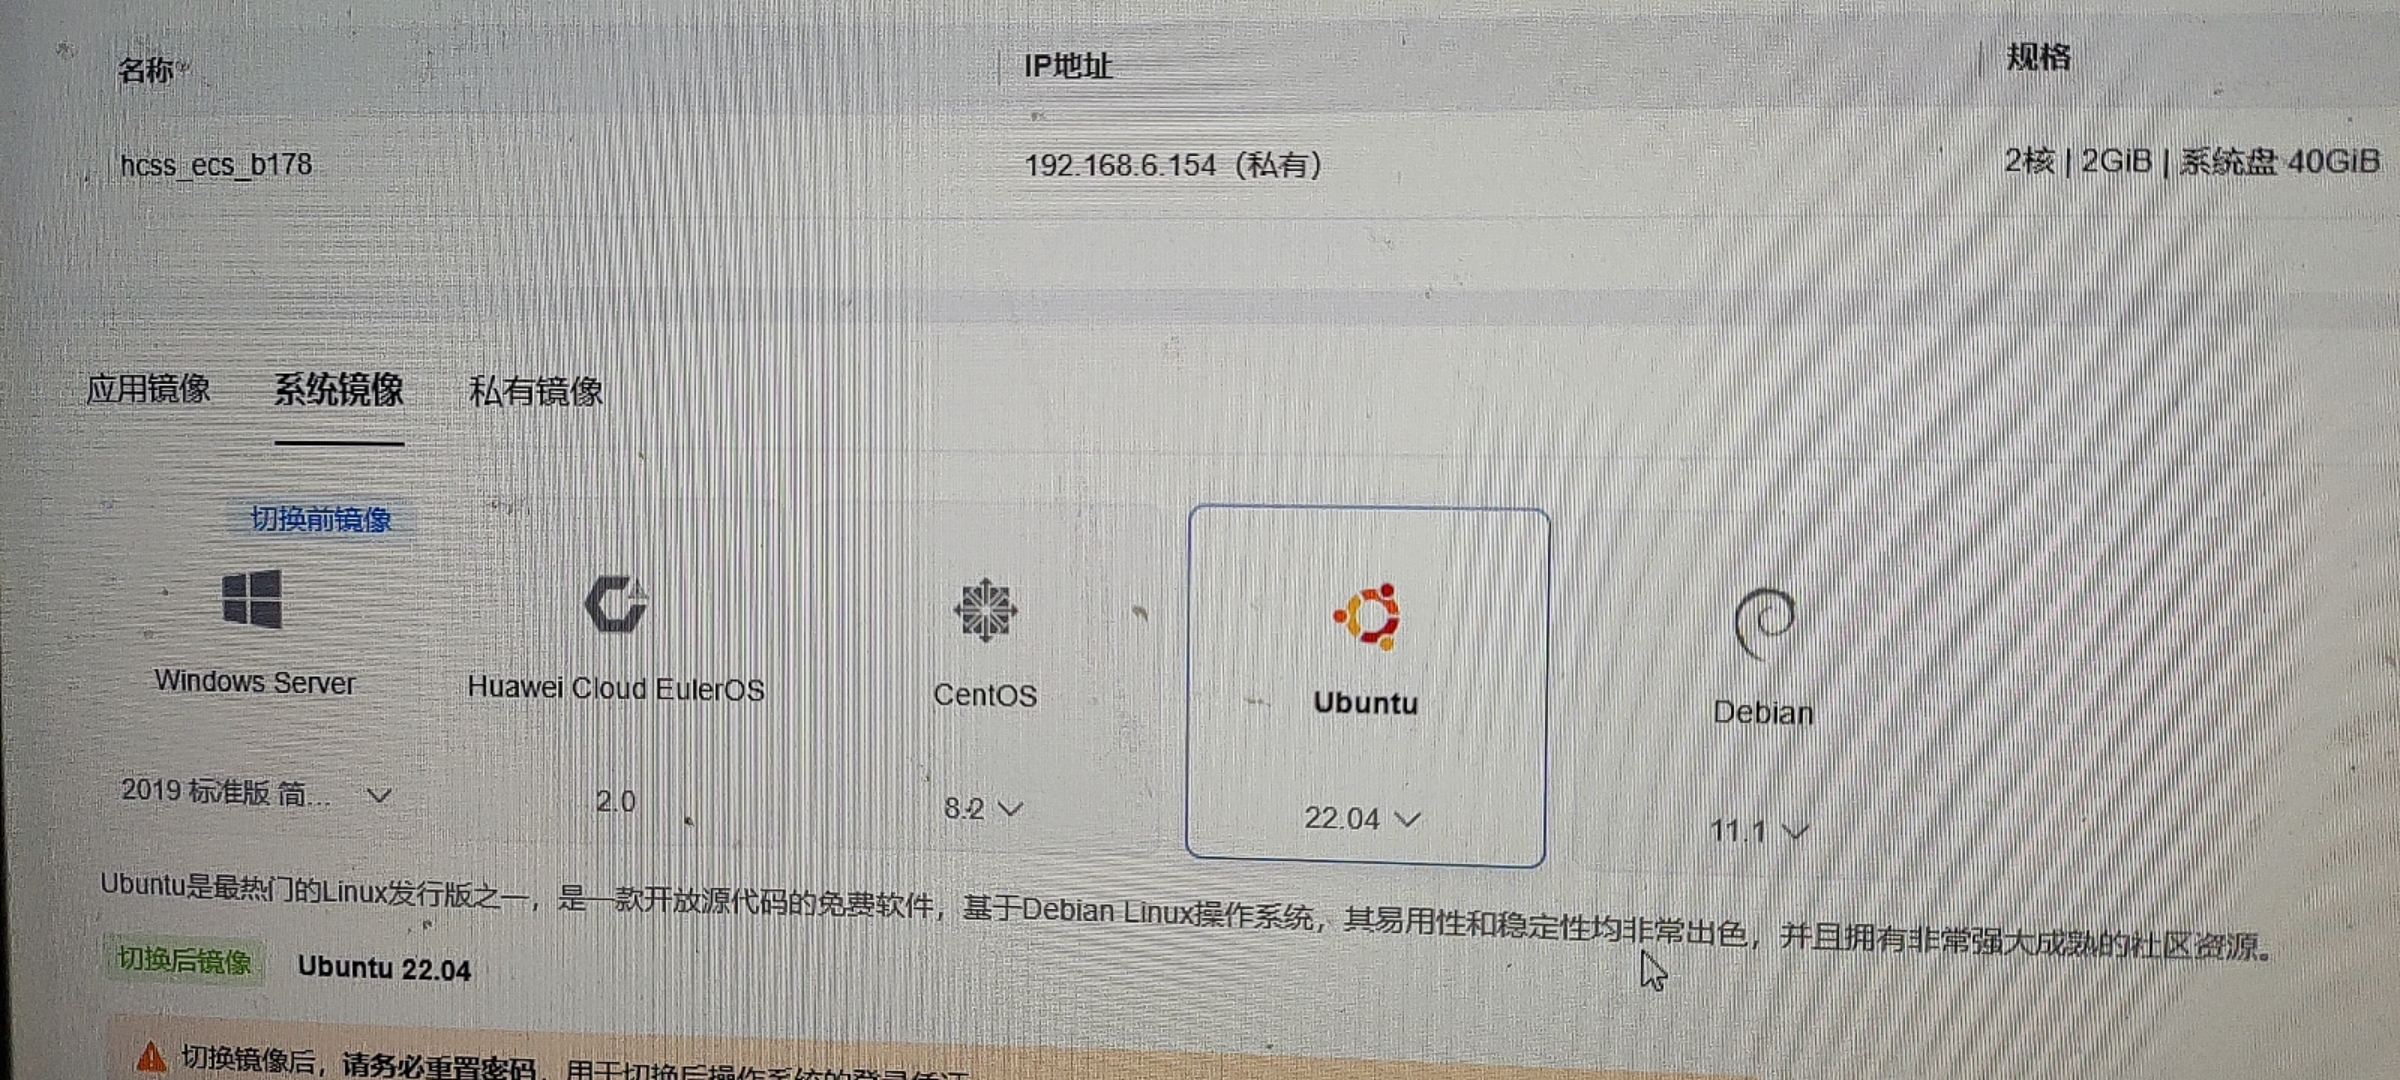 名称 IP地址 规格
hcss_ecs_b178 192.168.6.154（私有） 2核 | 2GiB | 系统盘 40GiB
应用镜像 系统镜像 私有镜像
切换前镜像
Windows Server Huawei Cloud EulerOS CentOS Ubuntu Debian
2019 标准版 简... 2.0 8.2 22.04 11.1
Ubuntu是最热门的Linux发行版之一，是一款开放源代码的免费软件，基于Debian Linux操作系统，其易用性和稳定性均非常出色，并且拥有非常强大成熟的社区资源。
切换后镜像 Ubuntu 22.04
切换镜像后，请务必重置密码，用于切换后操作系统的登录凭证